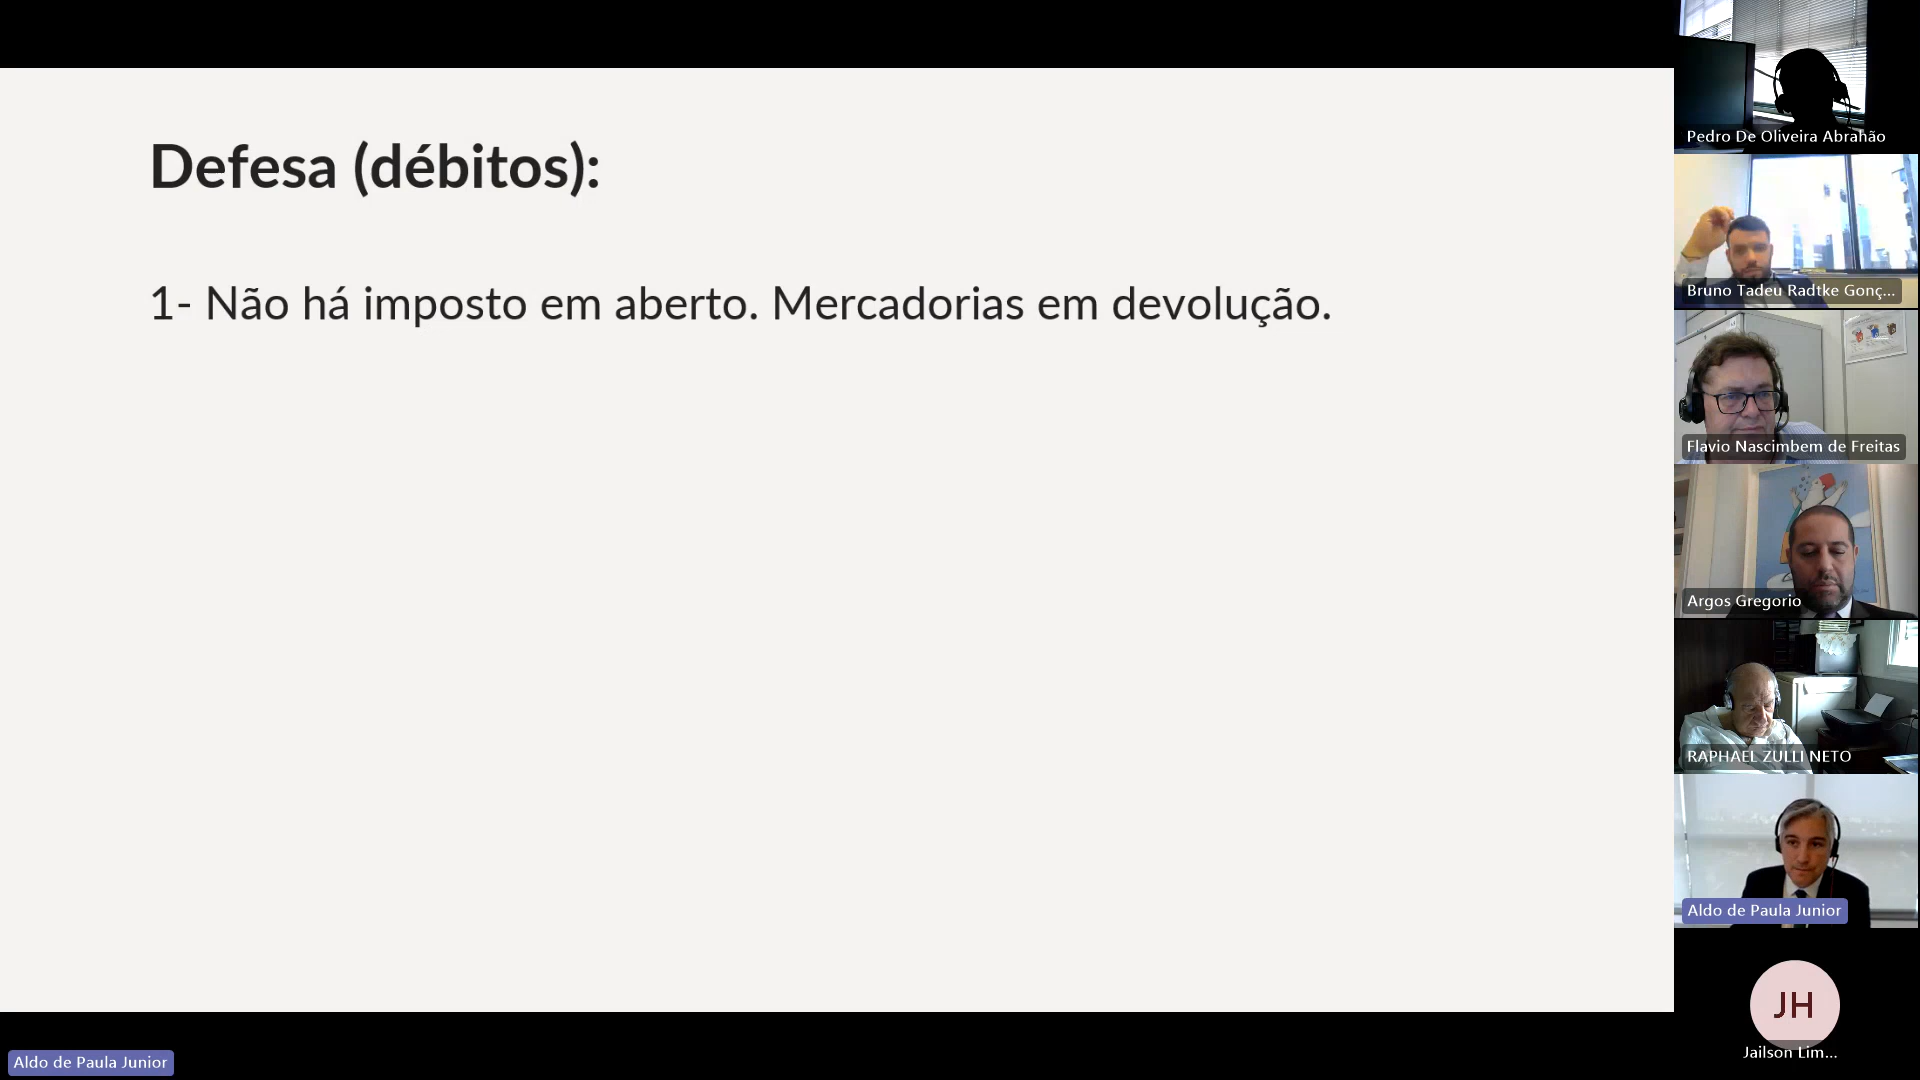 Defesa (débitos):
1- Não há imposto em aberto. Mercadorias em devolução.
Pedro De Oliveira Abrahão
Bruno Tadeu Radtke Gonç...
Flavio Nascimbem de Freitas
Argos Gregorio
RAPHAEL ZULLI NETO
Aldo de Paula Junior
JH
Jailson Lim...
Aldo de Paula Junior